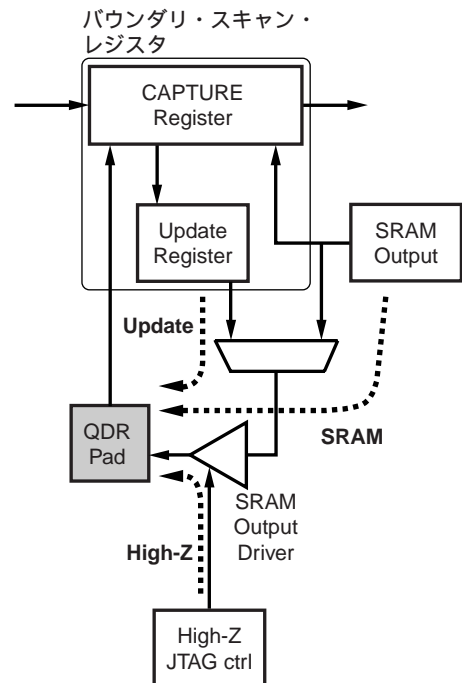 バウンダリ・スキャン・
レジスタ
CAPTURE
Register
Update
Register
SRAM
Output
Update
SRAM
QDR
Pad
SRAM
Output
Driver
High-Z
High-Z
JTAG ctrl